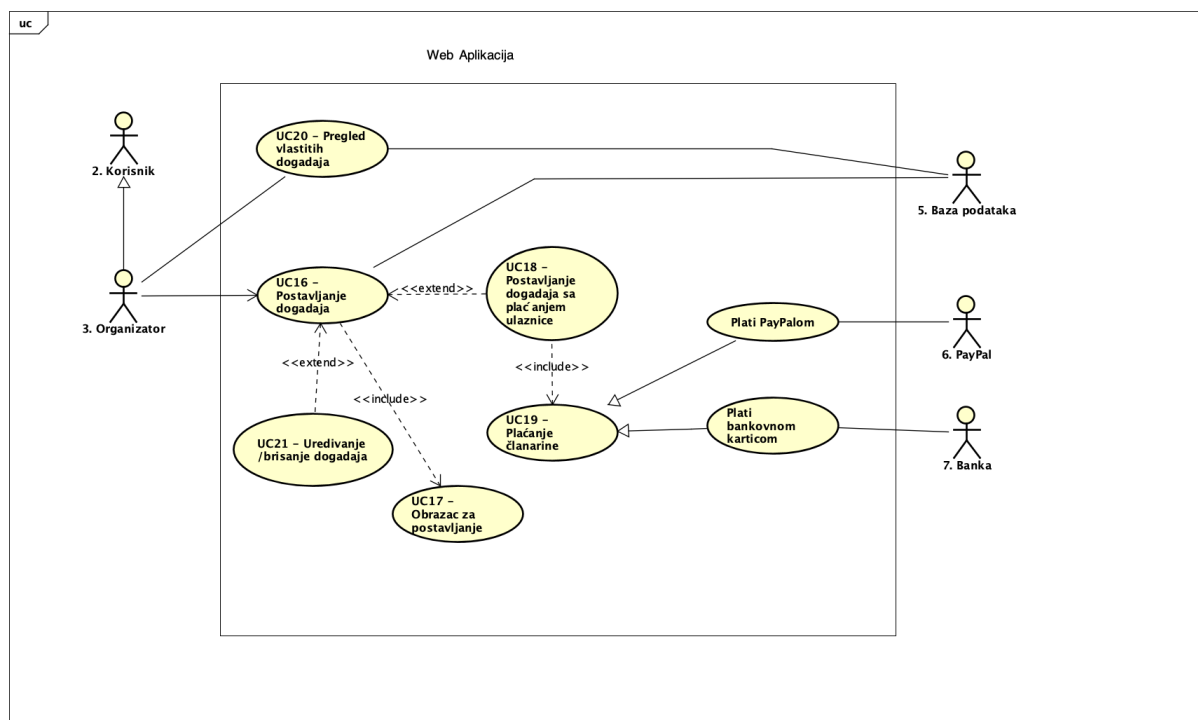 uc
Web Aplikacija
2. Korisnik
UC20 – Pregled
vlastitih
događaja
5. Baza podataka
3. Organizator
UC16 –
Postavljanje
događaja
<<extend>>
UC18 –
Postavljanje
događaja sa
plaćanjem
ulaznice
Plati PayPalom
6. PayPal
<<extend>>
<<include>>
<<include>>
UC19 –
Plaćanje
članarine
Plati
bankovnom
karticom
7. Banka
UC21 – Uređivanje
/brisanje događaja
UC17 –
Obrazac za
postavljanje